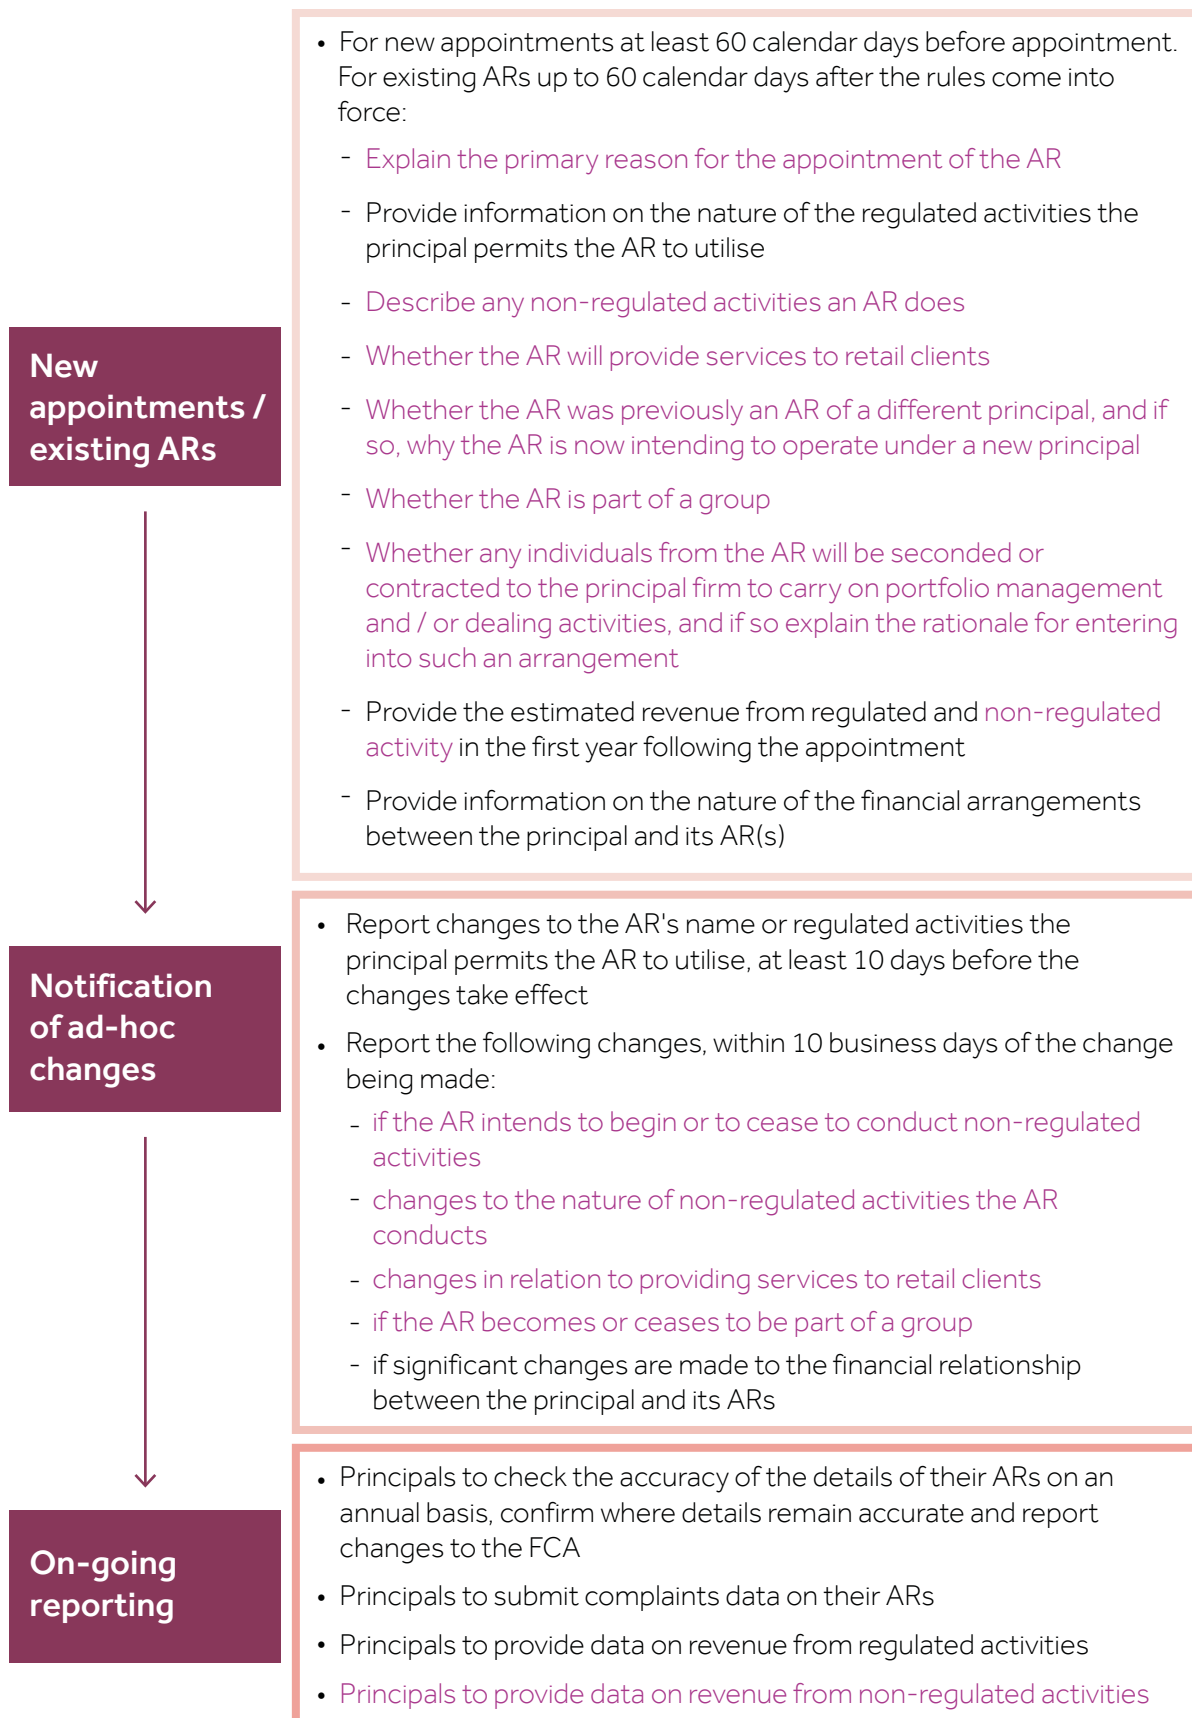 • For new appointments at least 60 calendar days before appointment.
For existing ARs up to 60 calendar days after the rules come into
force:
- Explain the primary reason for the appointment of the AR
- Provide information on the nature of the regulated activities the
principal permits the AR to utilise
- Describe any non-regulated activities an AR does
- Whether the AR will provide services to retail clients
- Whether the AR was previously an AR of a different principal, and if
so, why the AR is now intending to operate under a new principal
- Whether the AR is part of a group
- Whether any individuals from the AR will be seconded or
contracted to the principal firm to carry on portfolio management
and / or dealing activities, and if so explain the rationale for entering
into such an arrangement
- Provide the estimated revenue from regulated and non-regulated
activity in the first year following the appointment
- Provide information on the nature of the financial arrangements
between the principal and its AR(s)
New
appointments /
existing ARs
• Report changes to the AR's name or regulated activities the
principal permits the AR to utilise, at least 10 days before the
changes take effect
• Report the following changes, within 10 business days of the change
being made:
- if the AR intends to begin or to cease to conduct non-regulated
activities
- changes to the nature of non-regulated activities the AR
conducts
- changes in relation to providing services to retail clients
- if the AR becomes or ceases to be part of a group
- if significant changes are made to the financial relationship
between the principal and its ARs
Notification
of ad-hoc
changes
• Principals to check the accuracy of the details of their ARs on an
annual basis, confirm where details remain accurate and report
changes to the FCA
• Principals to submit complaints data on their ARs
• Principals to provide data on revenue from regulated activities
• Principals to provide data on revenue from non-regulated activities
On-going
reporting